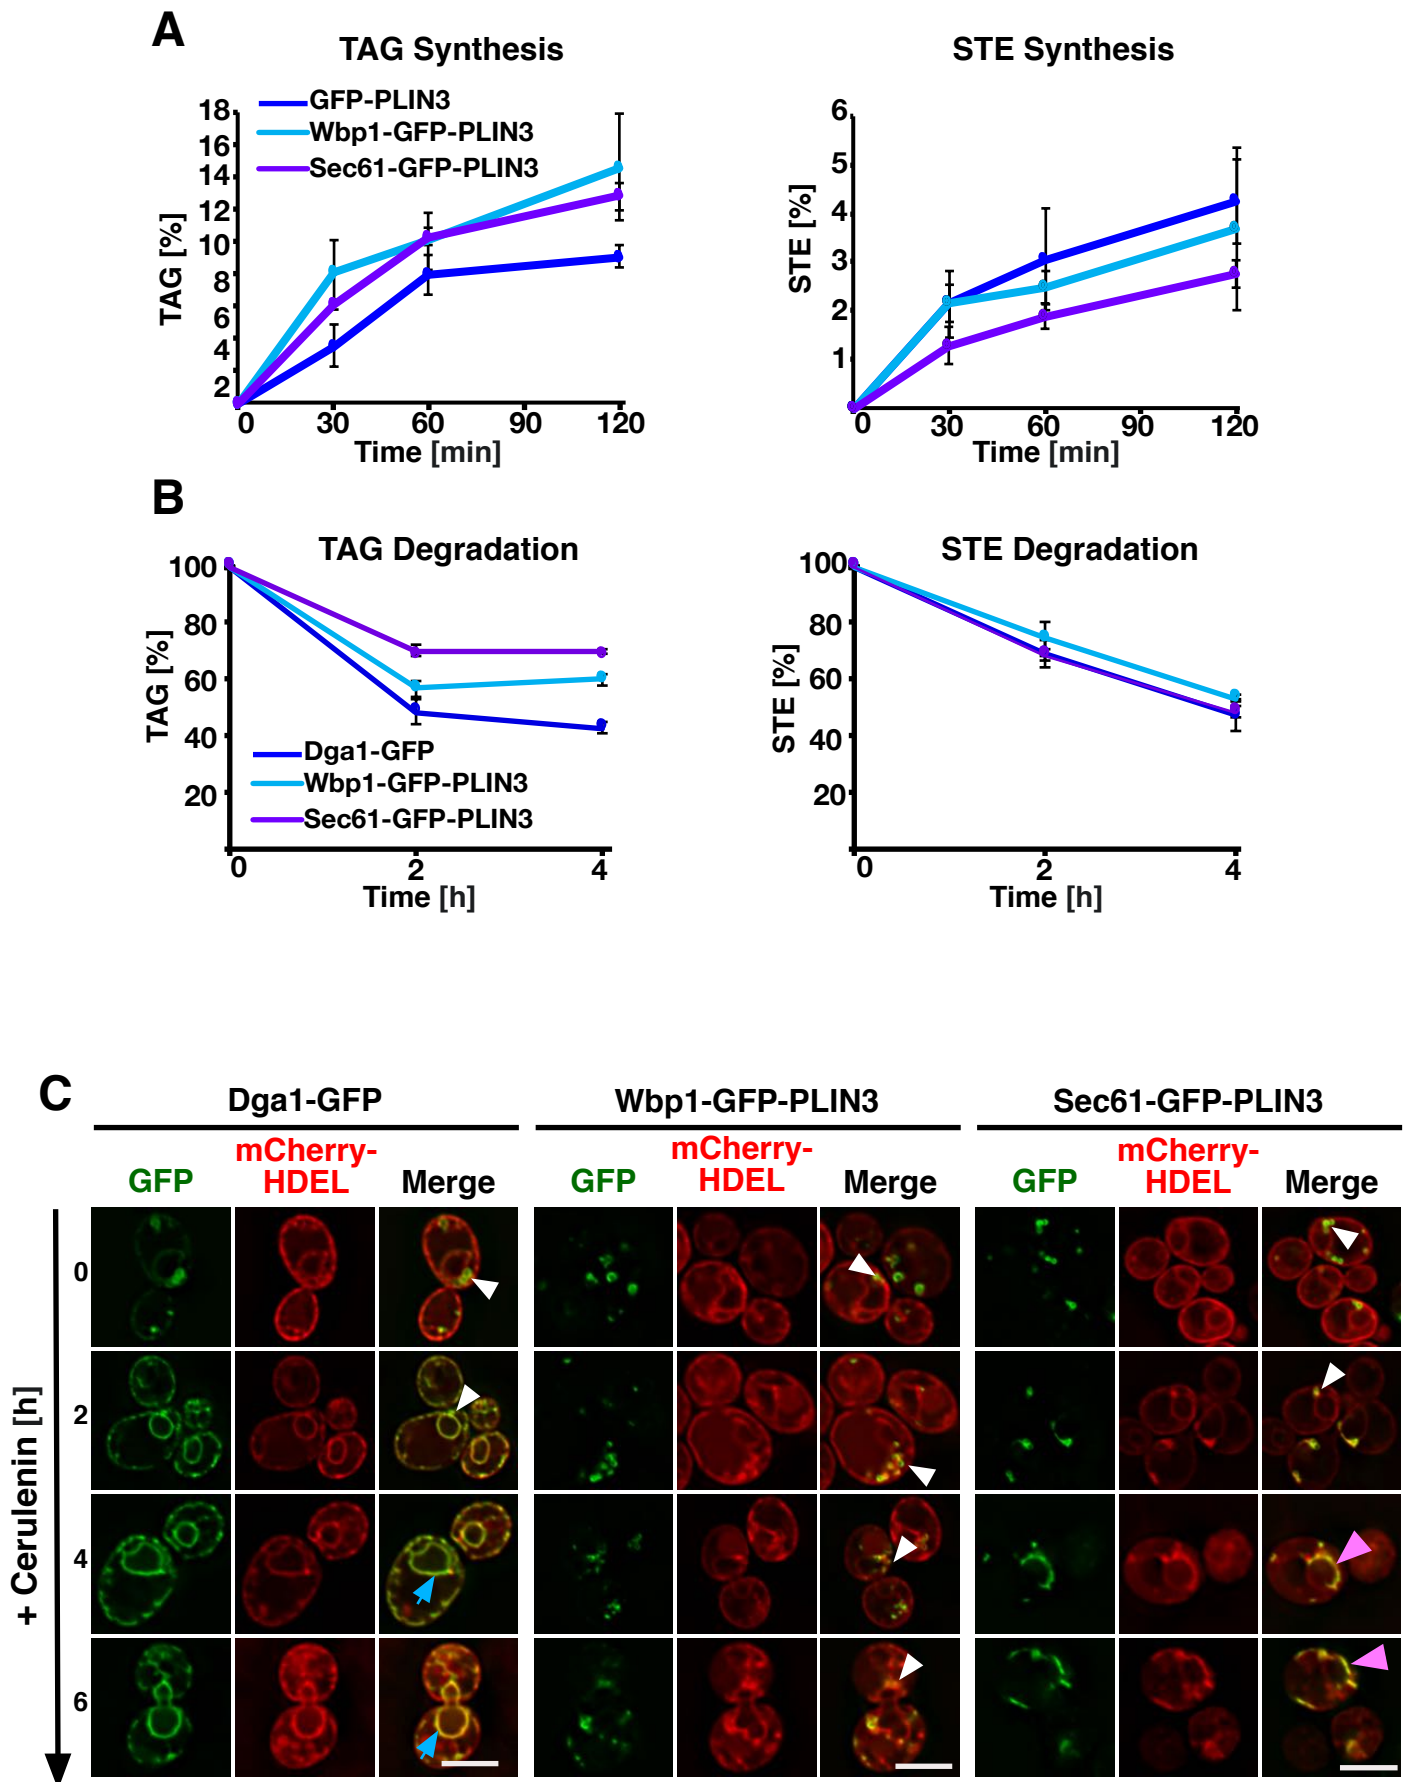 A
TAG Synthesis
STE Synthesis
GFP-PLIN3
Wbp1-GFP-PLIN3
Sec61-GFP-PLIN3
18
16
14
12
10
8
6
4
2
TAG [%]
0 30 60 90 120
Time [min]
6
5
4
3
2
1
STE [%]
0 30 60 90 120
Time [min]
B
TAG Degradation
STE Degradation
100
80
60
40
20
TAG [%]
Dga1-GFP
Wbp1-GFP-PLIN3
Sec61-GFP-PLIN3
0 2 4
Time [h]
100
80
60
40
20
STE [%]
0 2 4
Time [h]
C
Dga1-GFP
Wbp1-GFP-PLIN3
Sec61-GFP-PLIN3
GFP
mCherry-
HDEL
Merge
GFP
mCherry-
HDEL
Merge
GFP
mCherry-
HDEL
Merge
+ Cerulenin [h]
0
2
4
6